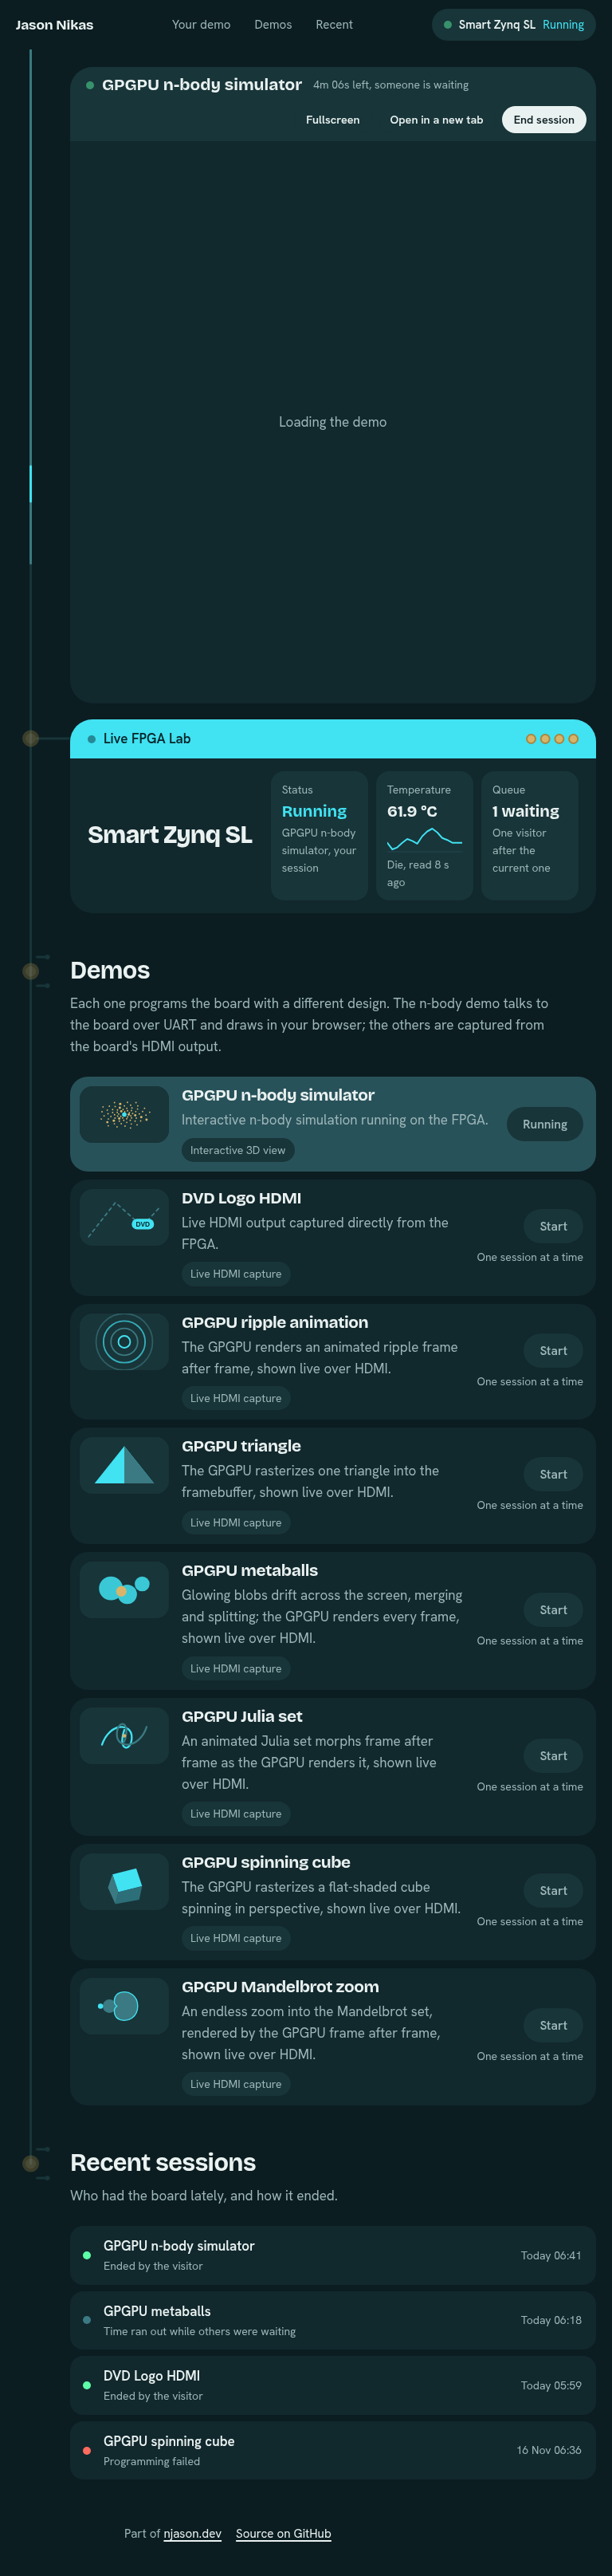 Jason Nikas
Your demo
Demos
Recent
Smart Zynq SL Running
GPGPU n-body simulator
4m 06s left, someone is waiting
Fullscreen
Open in a new tab
End session
Loading the demo
Live FPGA Lab
Smart Zynq SL
Status
Running
GPGPU n-body
simulator, your
session
Temperature
61.9 °C
Die, read 8 s
ago
Queue
1 waiting
One visitor
after the
current one
Demos
Each one programs the board with a different design. The n-body demo talks to
the board over UART and draws in your browser; the others are captured from
the board's HDMI output.
GPGPU n-body simulator
Interactive n-body simulation running on the FPGA.
Interactive 3D view
Running
DVD
DVD Logo HDMI
Live HDMI output captured directly from the
FPGA.
Live HDMI capture
Start
One session at a time
GPGPU ripple animation
The GPGPU renders an animated ripple frame
after frame, shown live over HDMI.
Live HDMI capture
Start
One session at a time
GPGPU triangle
The GPGPU rasterizes one triangle into the
framebuffer, shown live over HDMI.
Live HDMI capture
Start
One session at a time
GPGPU metaballs
Glowing blobs drift across the screen, merging
and splitting; the GPGPU renders every frame,
shown live over HDMI.
Live HDMI capture
Start
One session at a time
GPGPU Julia set
An animated Julia set morphs frame after
frame as the GPGPU renders it, shown live
over HDMI.
Live HDMI capture
Start
One session at a time
GPGPU spinning cube
The GPGPU rasterizes a flat-shaded cube
spinning in perspective, shown live over HDMI.
Live HDMI capture
Start
One session at a time
GPGPU Mandelbrot zoom
An endless zoom into the Mandelbrot set,
rendered by the GPGPU frame after frame,
shown live over HDMI.
Live HDMI capture
Start
One session at a time
Recent sessions
Who had the board lately, and how it ended.
GPGPU n-body simulator
Ended by the visitor
Today 06:41
GPGPU metaballs
Time ran out while others were waiting
Today 06:18
DVD Logo HDMI
Ended by the visitor
Today 05:59
GPGPU spinning cube
Programming failed
16 Nov 06:36
Part of njason.dev
Source on GitHub